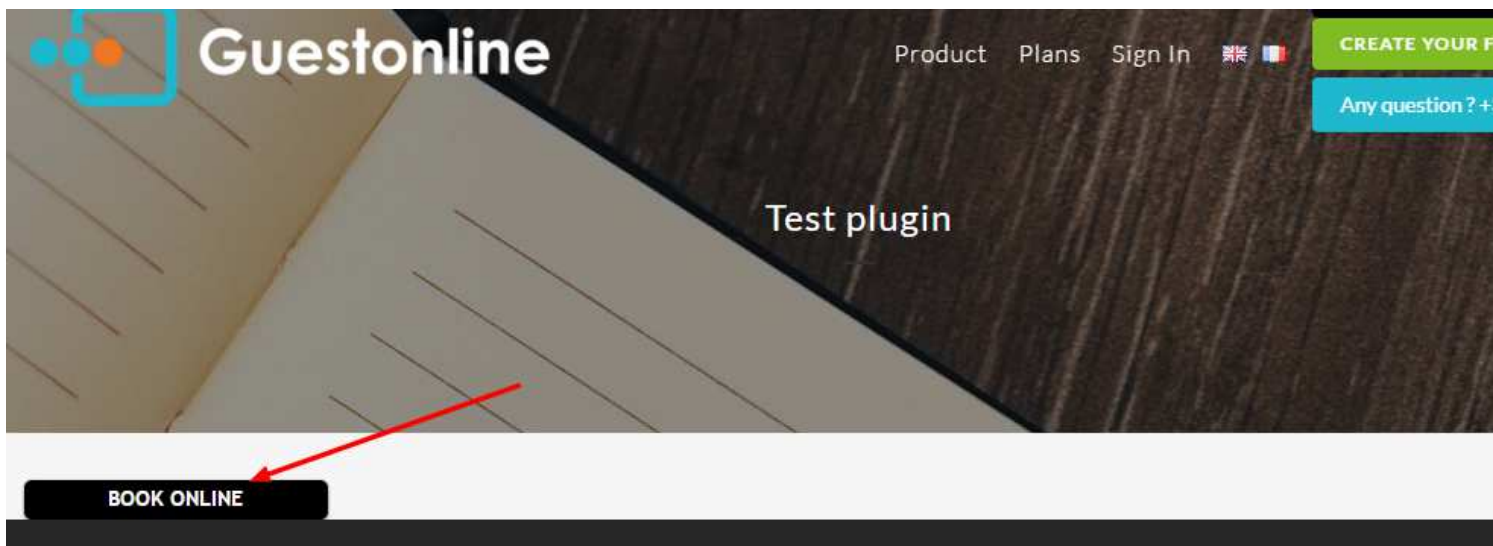 Guestonline
Product Plans Sign In
CREATE YOUR F
Any question ? +
Test plugin
BOOK ONLINE